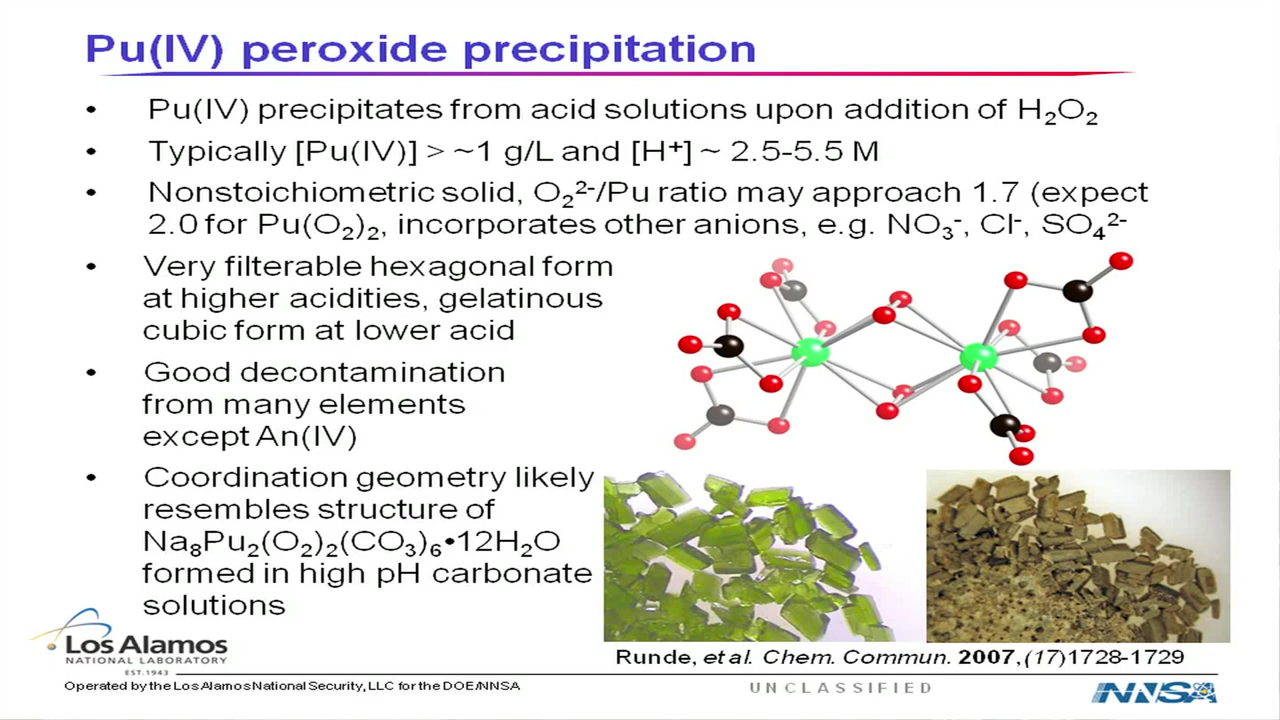 Pu(IV) peroxide precipitation
• Pu(IV) precipitates from acid solutions upon addition of H₂O₂
• Typically [Pu(IV)] > ~1 g/L and [H⁺] ~ 2.5-5.5 M
• Nonstoichiometric solid, O₂²⁻/Pu ratio may approach 1.7 (expect
2.0 for Pu(O₂)₂, incorporates other anions, e.g. NO₃⁻, Cl⁻, SO₄²⁻
• Very filterable hexagonal form
at higher acidities, gelatinous
cubic form at lower acid
• Good decontamination
from many elements
except An(IV)
• Coordination geometry likely
resembles structure of
Na₈Pu₂(O₂)₂(CO₃)₆•12H₂O
formed in high pH carbonate
solutions
Runde, et al. Chem. Commun. 2007,(17)1728-1729
Los Alamos
NATIONAL LABORATORY
EST. 1943
Operated by the Los Alamos National Security, LLC for the DOE/NNSA
UNCLASSIFIED
NNSA